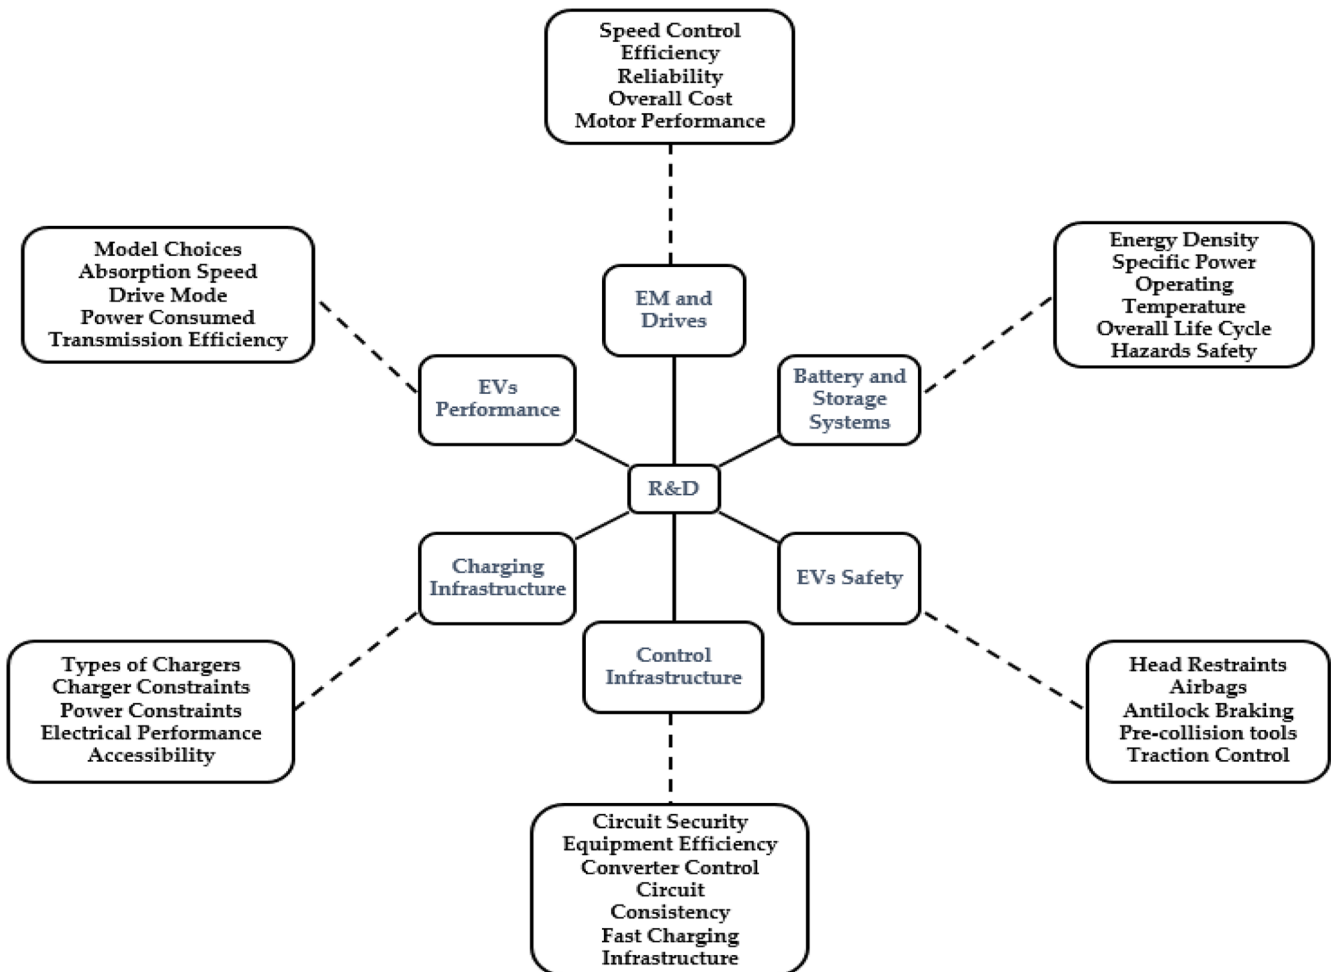 Speed Control
Efficiency
Reliability
Overall Cost
Motor Performance
Model Choices
Absorption Speed
Drive Mode
Power Consumed
Transmission Efficiency
Energy Density
Specific Power
Operating
Temperature
Overall Life Cycle
Hazards Safety
EM and
Drives
EVs
Performance
Battery and
Storage
Systems
R&D
Charging
Infrastructure
EVs Safety
Control
Infrastructure
Types of Chargers
Charger Constraints
Power Constraints
Electrical Performance
Accessibility
Head Restraints
Airbags
Antilock Braking
Pre-collision tools
Traction Control
Circuit Security
Equipment Efficiency
Converter Control
Circuit
Consistency
Fast Charging
Infrastructure